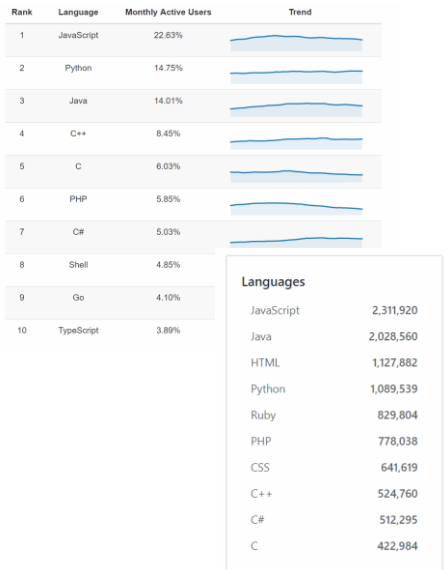 Rank Language Monthly Active Users Trend
1 JavaScript 22.63%
2 Python 14.75%
3 Java 14.01%
4 C++ 8.45%
5 C 6.03%
6 PHP 5.85%
7 C# 5.03%
8 Shell 4.85%
9 Go 4.10%
10 TypeScript 3.89%
Languages
JavaScript 2,311,920
Java 2,028,560
HTML 1,127,882
Python 1,089,539
Ruby 829,804
PHP 778,038
CSS 641,619
C++ 524,760
C# 512,295
C 422,984